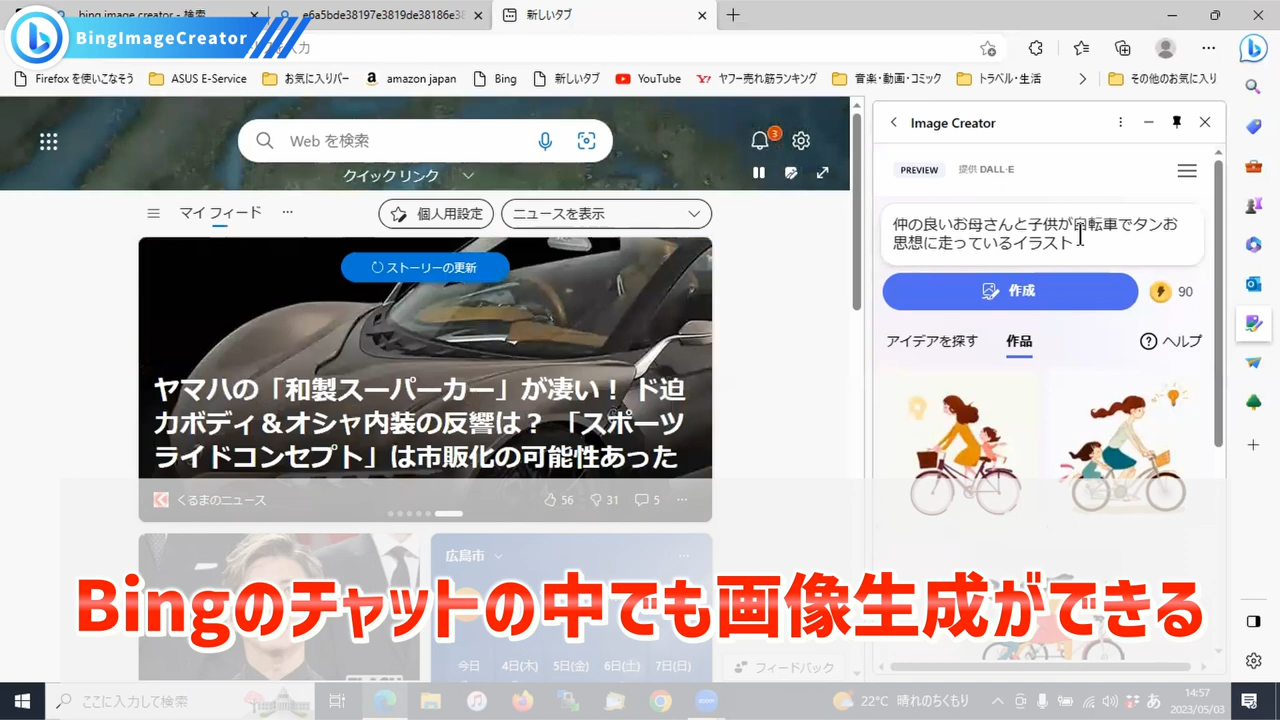 bing image creator - 検索
e6a5bde38197e3819de38186e38
新しいタブ
BingImageCreator
入力
Firefox を使いこなそう
ASUS E-Service
お気に入りバー
amazon japan
Bing
新しいタブ
YouTube
ヤフー売れ筋ランキング
音楽・動画・コミック
トラベル・生活
その他のお気に入り
Web を検索
3
クイック リンク
マイ フィード
個人用設定
ニュースを表示
ストーリーの更新
ヤマハの「和製スーパーカー」が凄い! ド迫
力ボディ＆オシャ内装の反響は？ 「スポーツ
ライドコンセプト」は市販化の可能性あった
くるまのニュース
56
31
5
広島市
今日
4日(木)
5日(金)
6日(土)
7日(日)
フィードバック
Image Creator
PREVIEW
提供 DALL·E
仲の良いお母さんと子供が自転車でタンお
思想に走っているイラスト
作成
90
アイデアを探す
作品
ヘルプ
Bingのチャットの中でも画像生成ができる
ここに入力して検索
22°C 晴れのちくもり
あ
14:57
2023/05/03